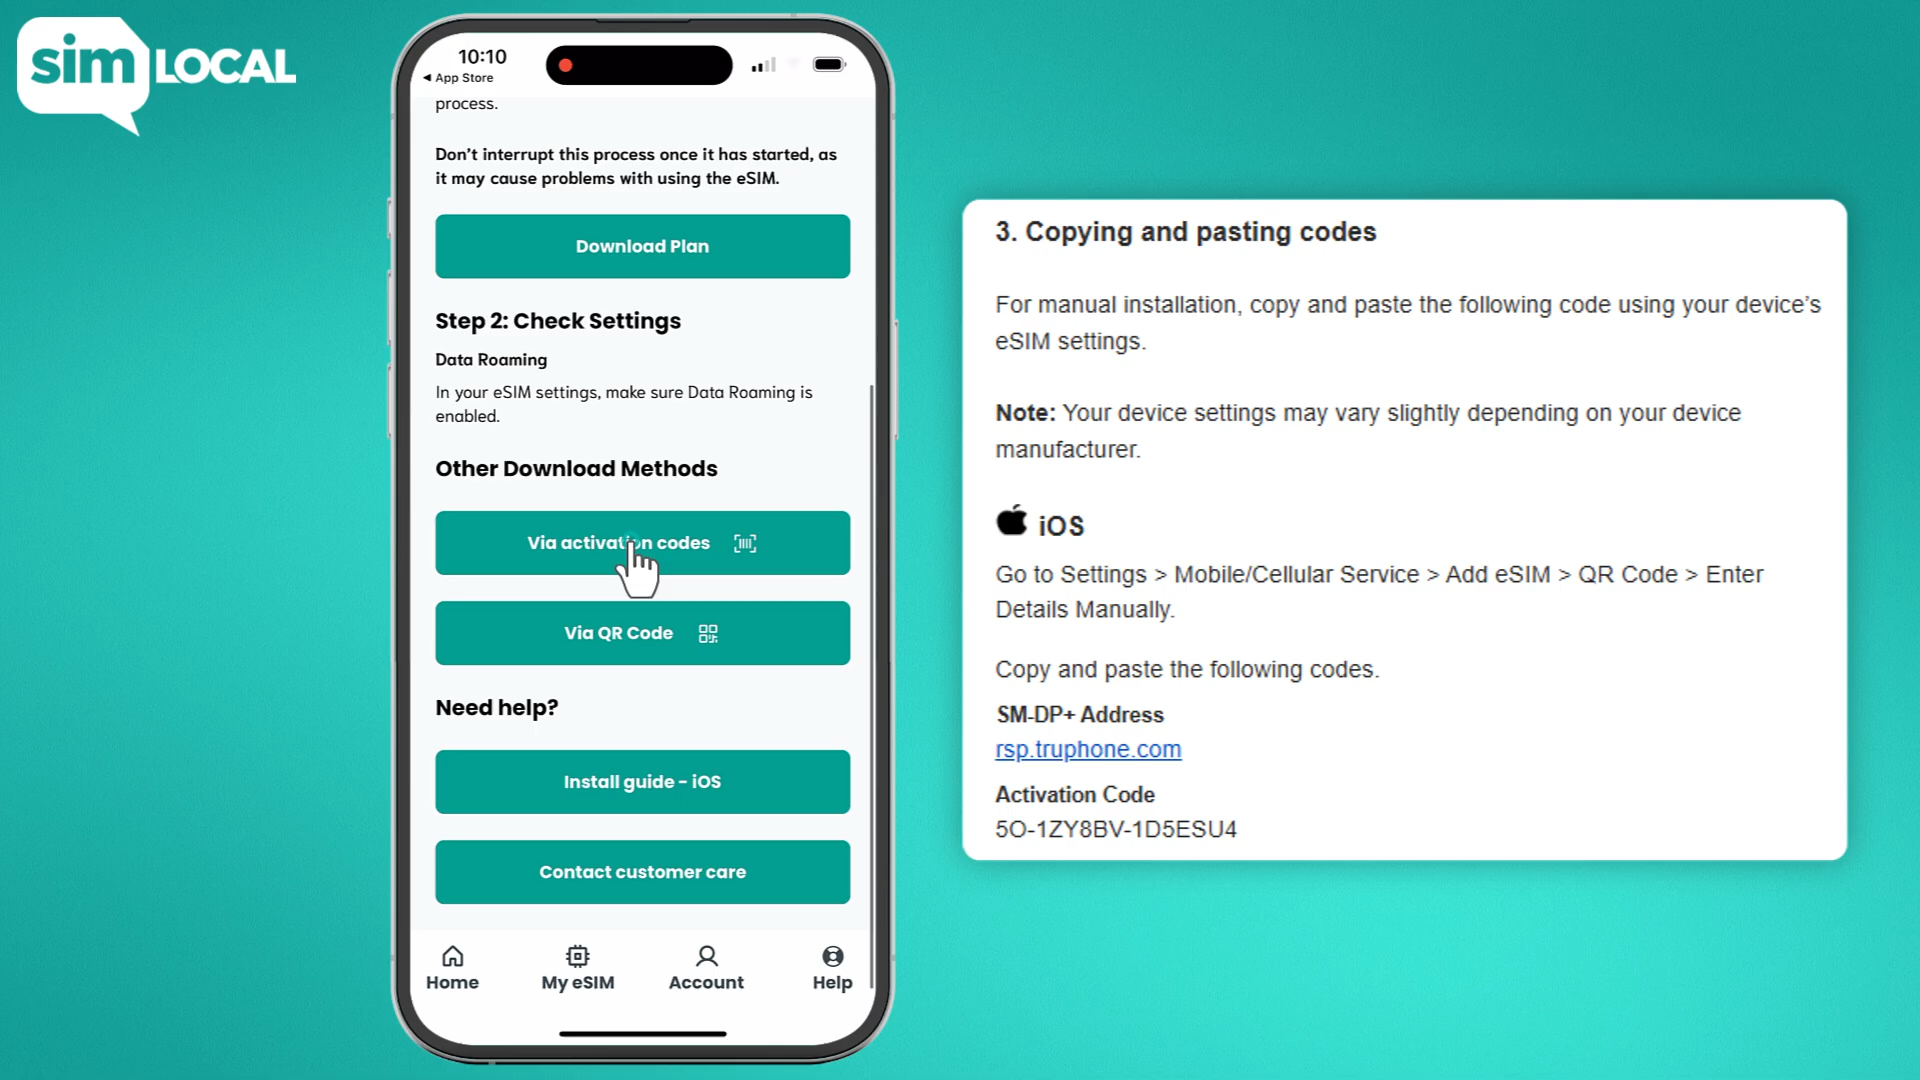 sim LOCAL
10:10
◀ App Store
process.
Don't interrupt this process once it has started, as
it may cause problems with using the eSIM.
Download Plan
Step 2: Check Settings
Data Roaming
In your eSIM settings, make sure Data Roaming is
enabled.
Other Download Methods
Via activation codes
Via QR Code
Need help?
Install guide - iOS
Contact customer care
Home
My eSIM
Account
Help
3. Copying and pasting codes
For manual installation, copy and paste the following code using your device's
eSIM settings.
Note: Your device settings may vary slightly depending on your device
manufacturer.
iOS
Go to Settings > Mobile/Cellular Service > Add eSIM > QR Code > Enter
Details Manually.
Copy and paste the following codes.
SM-DP+ Address
rsp.truphone.com
Activation Code
5O-1ZY8BV-1D5ESU4